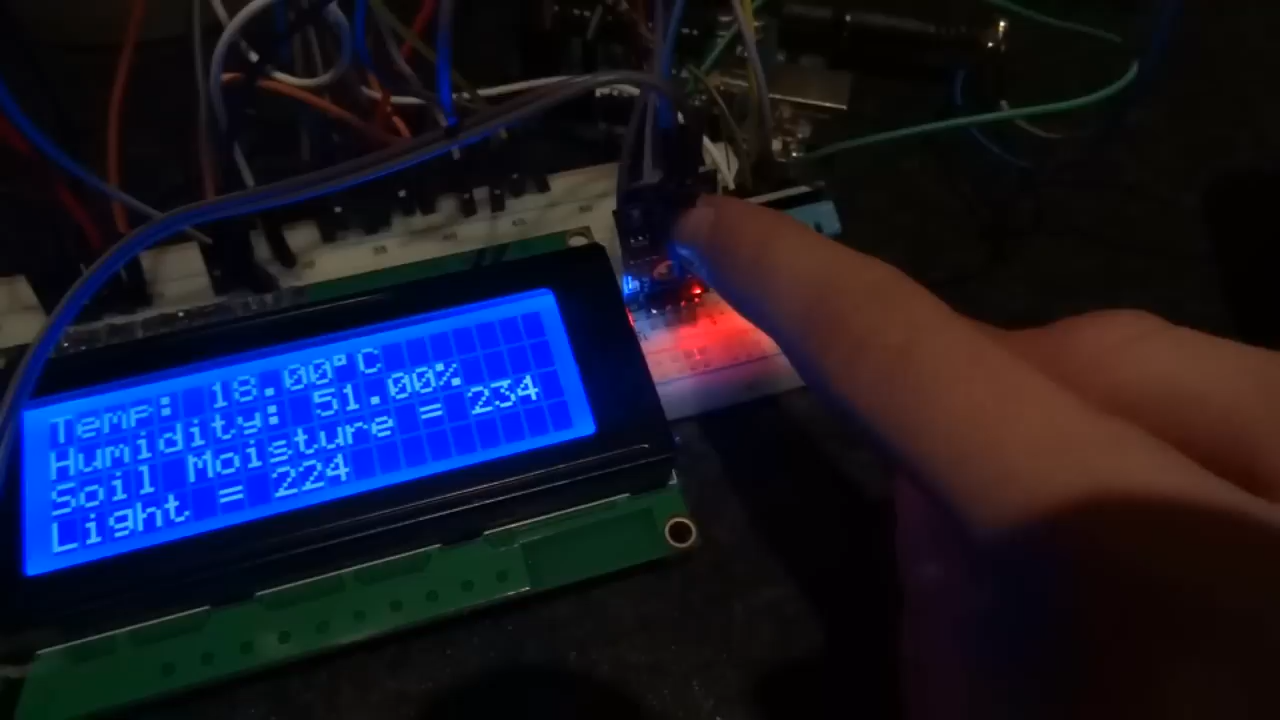 Temp: 18.00°C
Humidity: 51.00%
Soil Moisture = 234
Light = 224